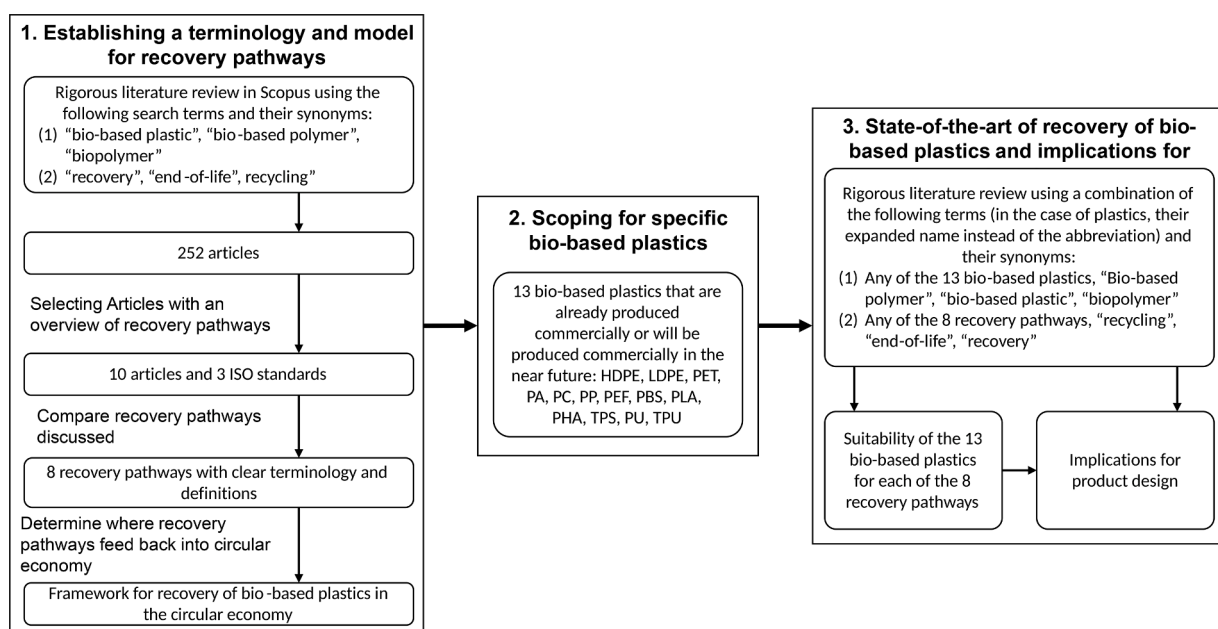 1. Establishing a terminology and model
for recovery pathways
Rigorous literature review in Scopus using the
following search terms and their synonyms:
(1) “bio-based plastic”, “bio-based polymer”,
“biopolymer”
(2) “recovery”, “end-of-life”, recycling”
252 articles
Selecting Articles with an
overview of recovery pathways
10 articles and 3 ISO standards
Compare recovery pathways
discussed
8 recovery pathways with clear terminology and
definitions
Determine where recovery
pathways feed back into circular
economy
Framework for recovery of bio-based plastics in
the circular economy
2. Scoping for specific
bio-based plastics
13 bio-based plastics that are
already produced
commercially or will be
produced commercially in the
near future: HDPE, LDPE, PET,
PA, PC, PP, PEF, PBS, PLA,
PHA, TPS, PU, TPU
3. State-of-the-art of recovery of bio-
based plastics and implications for
Rigorous literature review using a combination of
the following terms (in the case of plastics, their
expanded name instead of the abbreviation) and
their synonyms:
(1) Any of the 13 bio-based plastics, “Bio-based
polymer”, “bio-based plastic”, “biopolymer”
(2) Any of the 8 recovery pathways, “recycling”,
“end-of-life”, “recovery”
Suitability of the 13
bio-based plastics
for each of the 8
recovery pathways
Implications for
product design